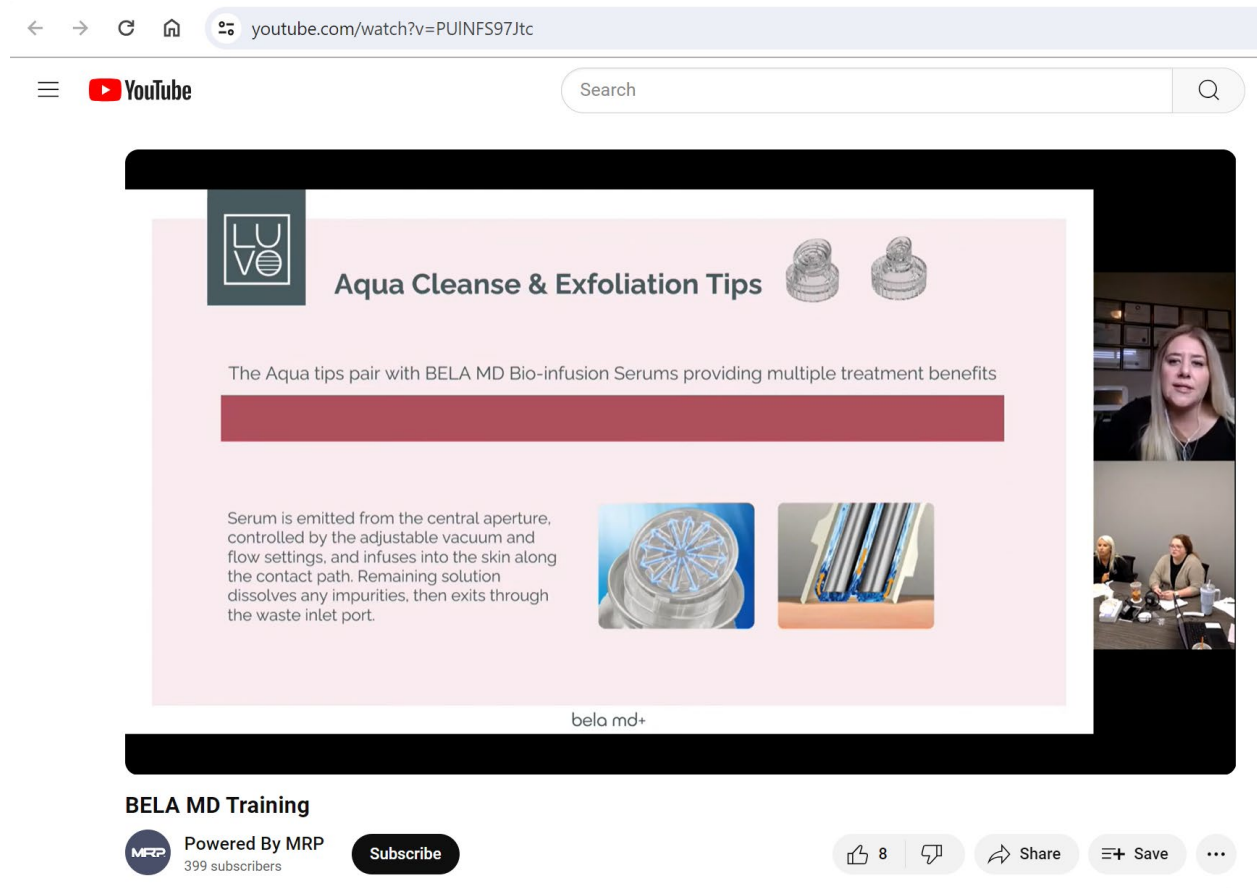 youtube.com/watch?v=PUlNFS97Jtc
YouTube
Search
LU
VO
Aqua Cleanse & Exfoliation Tips
The Aqua tips pair with BELA MD Bio-infusion Serums providing multiple treatment benefits
Serum is emitted from the central aperture,
controlled by the adjustable vacuum and
flow settings, and infuses into the skin along
the contact path. Remaining solution
dissolves any impurities, then exits through
the waste inlet port.
bela md+
BELA MD Training
MRP
Powered By MRP
399 subscribers
Subscribe
8
Share
Save